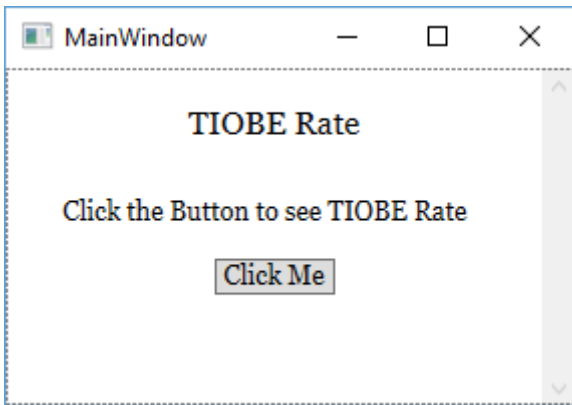 MainWindow
TIOBE Rate
Click the Button to see TIOBE Rate
Click Me